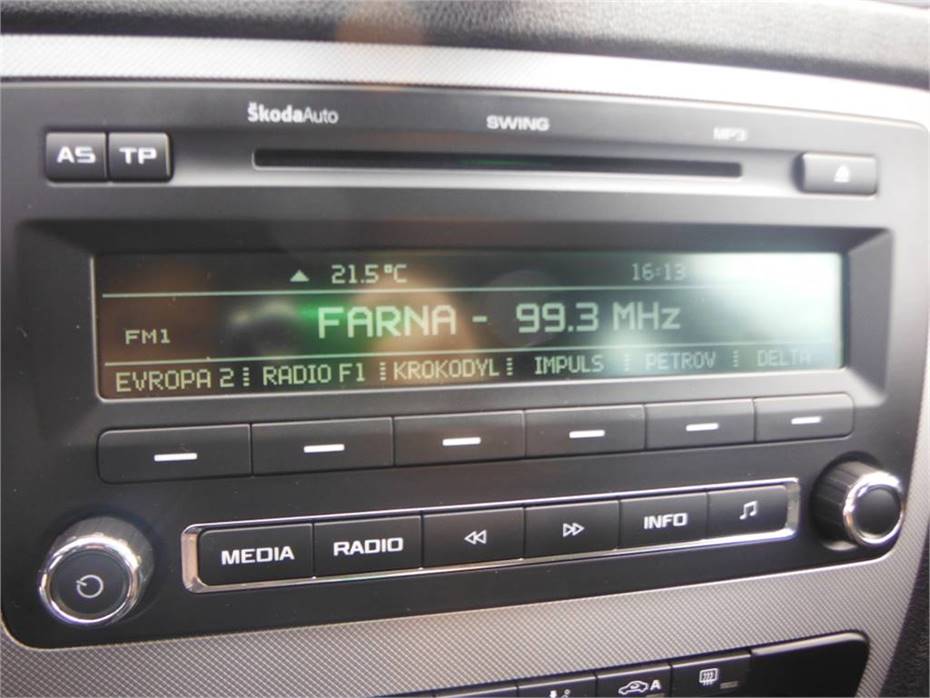 ŠkodaAuto SWING MP3
AS TP
21.5°C 16:13
FM1 FARNA - 99.3 MHz
EVROPA 2 RADIO F1 KROKODYL IMPULS PETROV DELTA
MEDIA RADIO INFO
A